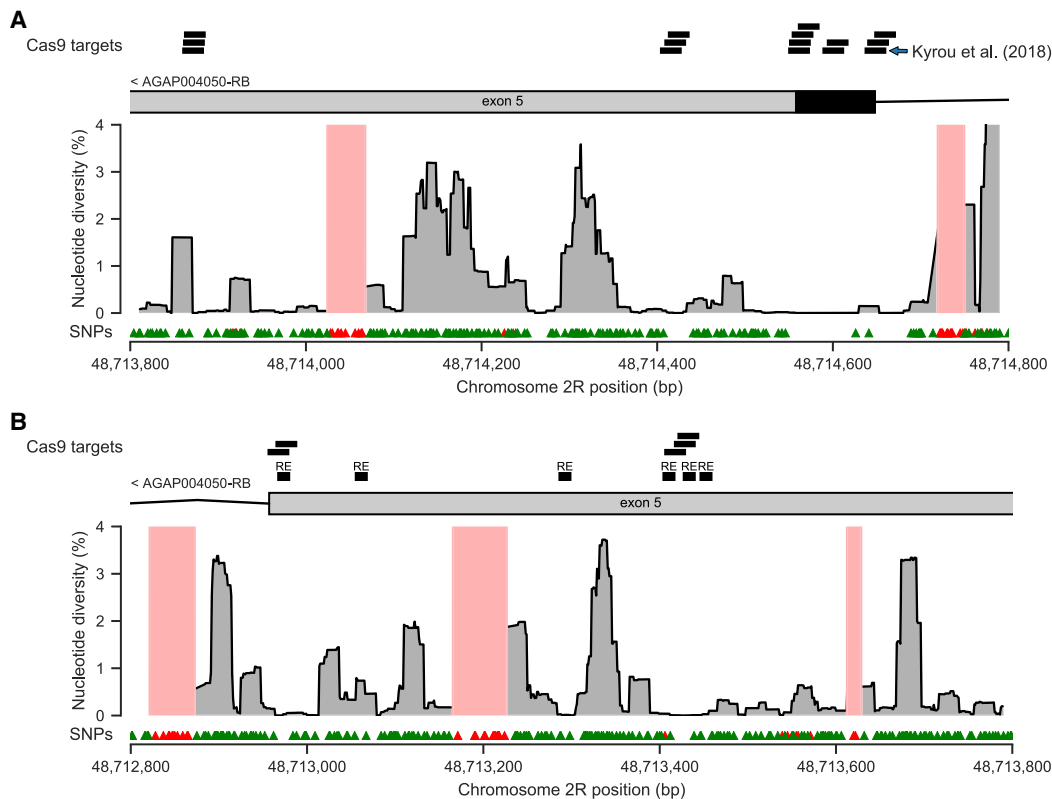 A
Cas9 targets
Kyrou et al. (2018)
< AGAP004050-RB
exon 5
Nucleotide diversity (%)
4
3
2
1
0
SNPs
48,713,800
48,714,000
48,714,200
48,714,400
48,714,600
48,714,800
Chromosome 2R position (bp)
B
Cas9 targets
RE
RE
RE
RE
RE
RE
< AGAP004050-RB
exon 5
Nucleotide diversity (%)
4
3
2
1
0
SNPs
48,712,800
48,713,000
48,713,200
48,713,400
48,713,600
48,713,800
Chromosome 2R position (bp)